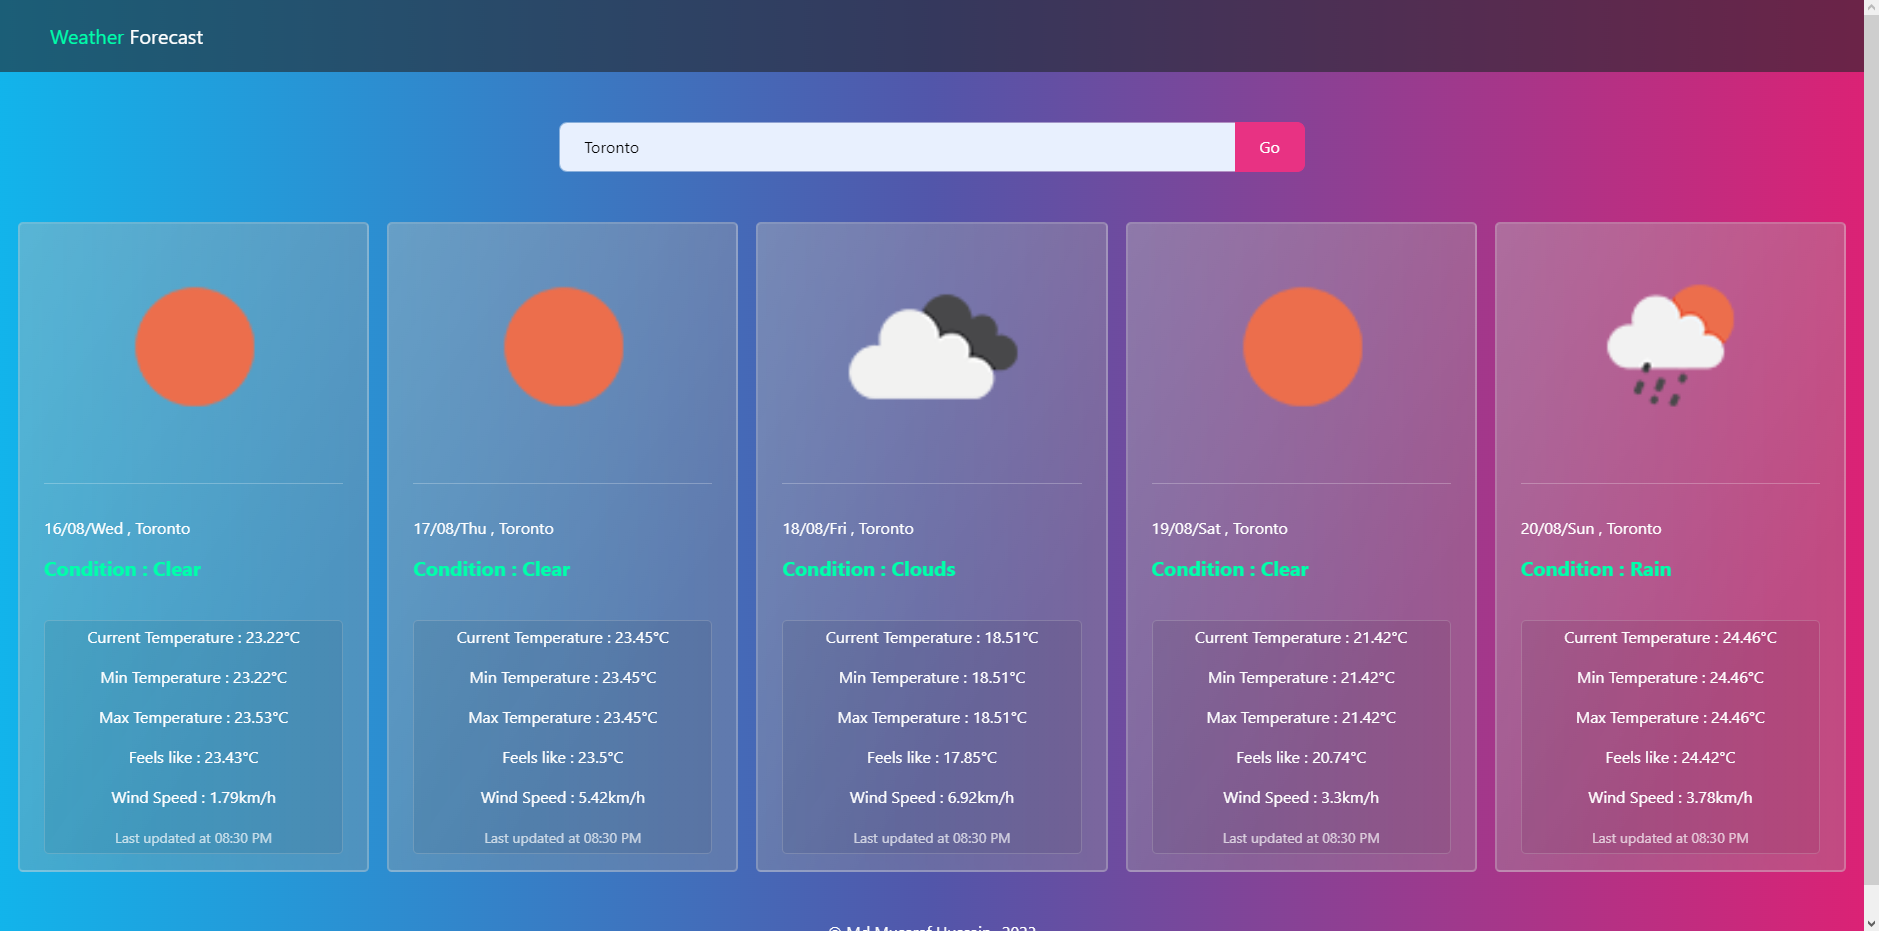 Weather Forecast
Toronto
Go
16/08/Wed , Toronto
Condition : Clear
Current Temperature : 23.22°C
Min Temperature : 23.22°C
Max Temperature : 23.53°C
Feels like : 23.43°C
Wind Speed : 1.79km/h
Last updated at 08:30 PM
17/08/Thu , Toronto
Condition : Clear
Current Temperature : 23.45°C
Min Temperature : 23.45°C
Max Temperature : 23.45°C
Feels like : 23.5°C
Wind Speed : 5.42km/h
Last updated at 08:30 PM
18/08/Fri , Toronto
Condition : Clouds
Current Temperature : 18.51°C
Min Temperature : 18.51°C
Max Temperature : 18.51°C
Feels like : 17.85°C
Wind Speed : 6.92km/h
Last updated at 08:30 PM
19/08/Sat , Toronto
Condition : Clear
Current Temperature : 21.42°C
Min Temperature : 21.42°C
Max Temperature : 21.42°C
Feels like : 20.74°C
Wind Speed : 3.3km/h
Last updated at 08:30 PM
20/08/Sun , Toronto
Condition : Rain
Current Temperature : 24.46°C
Min Temperature : 24.46°C
Max Temperature : 24.46°C
Feels like : 24.42°C
Wind Speed : 3.78km/h
Last updated at 08:30 PM
© Md